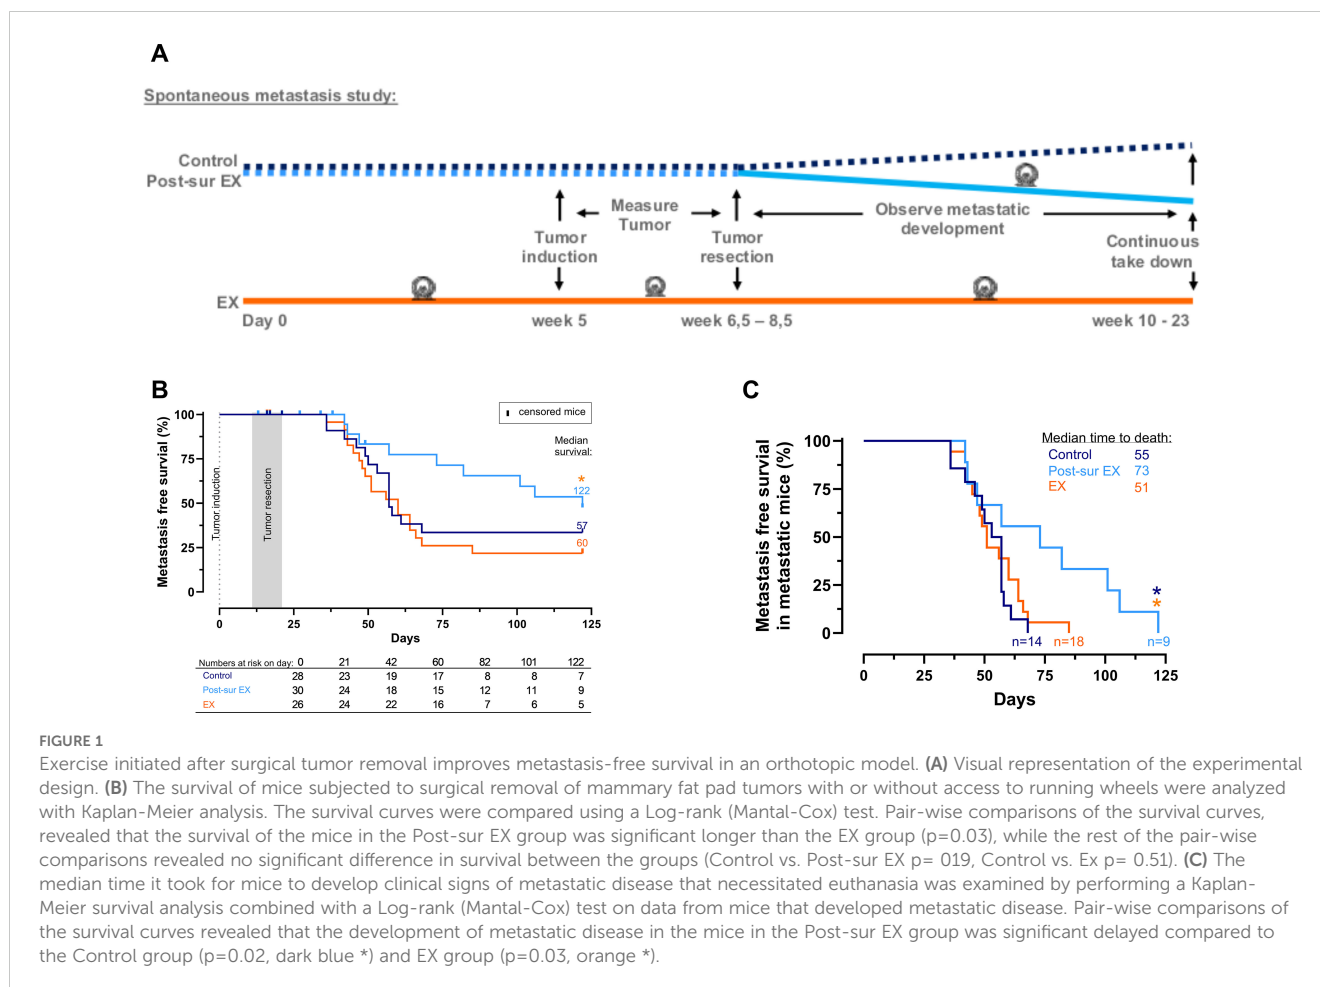 A
Spontaneous metastasis study:
Control
Post-sur EX
Measure
Tumor
Observe metastatic
development
Tumor
induction
Tumor
resection
Continuous
take down
EX
Day 0
week 5
week 6,5 – 8,5
week 10 - 23
B
censored mice
Median
survival:
Metastasis free survial (%)
100
75
50
25
0
Tumor induction
Tumor resection
*
122
57
60
0
25
50
75
100
125
Days
Numbers at risk on day: 0 21 42 60 82 101 122
Control 28 23 19 17 8 8 7
Post-sur EX 30 24 18 15 12 11 9
EX 26 24 22 16 7 6 5
C
Metastasis free survial
in metastatic mice (%)
100
75
50
25
0
Median time to death:
Control 55
Post-sur EX 73
EX 51
*
*
n=14
n=18
n=9
0
25
50
75
100
125
Days
FIGURE 1
Exercise initiated after surgical tumor removal improves metastasis-free survival in an orthotopic model. (A) Visual representation of the experimental
design. (B) The survival of mice subjected to surgical removal of mammary fat pad tumors with or without access to running wheels were analyzed
with Kaplan-Meier analysis. The survival curves were compared using a Log-rank (Mantal-Cox) test. Pair-wise comparisons of the survival curves,
revealed that the survival of the mice in the Post-sur EX group was significant longer than the EX group (p=0.03), while the rest of the pair-wise
comparisons revealed no significant difference in survival between the groups (Control vs. Post-sur EX p= 019, Control vs. Ex p= 0.51). (C) The
median time it took for mice to develop clinical signs of metastatic disease that necessitated euthanasia was examined by performing a Kaplan-
Meier survival analysis combined with a Log-rank (Mantal-Cox) test on data from mice that developed metastatic disease. Pair-wise comparisons of
the survival curves revealed that the development of metastatic disease in the mice in the Post-sur EX group was significant delayed compared to
the Control group (p=0.02, dark blue *) and EX group (p=0.03, orange *).